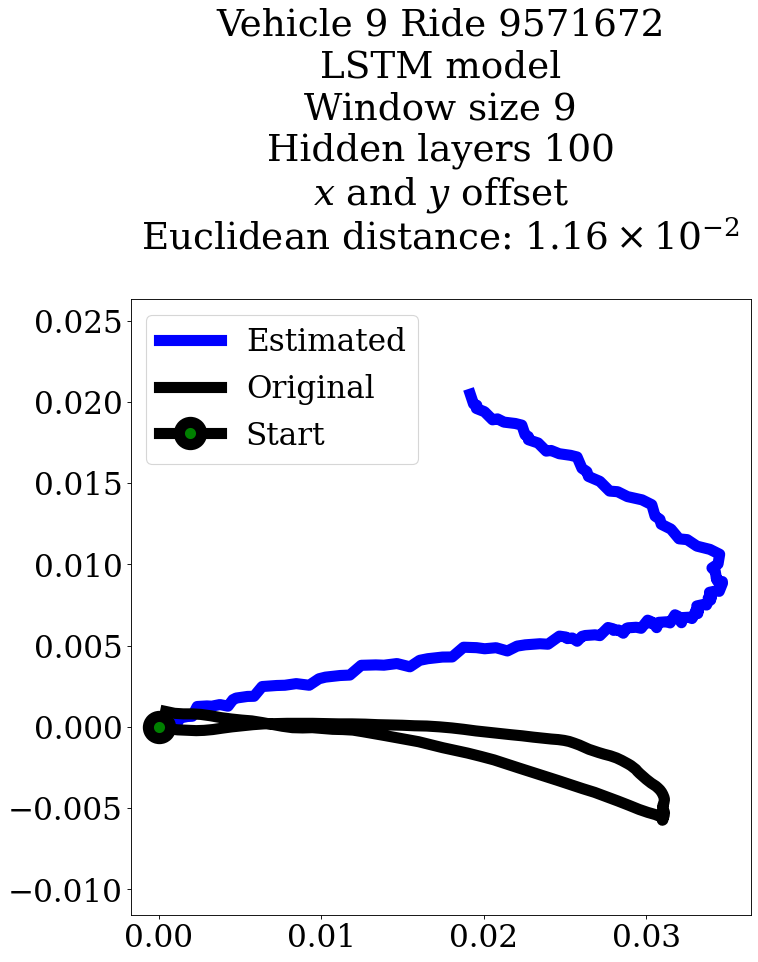 Vehicle 9 Ride 9571672
LSTM model
Window size 9
Hidden layers 100
x and y offset
Euclidean distance: 1.16 × 10⁻²
Estimated
Original
Start
0.025
0.020
0.015
0.010
0.005
0.000
−0.005
−0.010
0.00 0.01 0.02 0.03